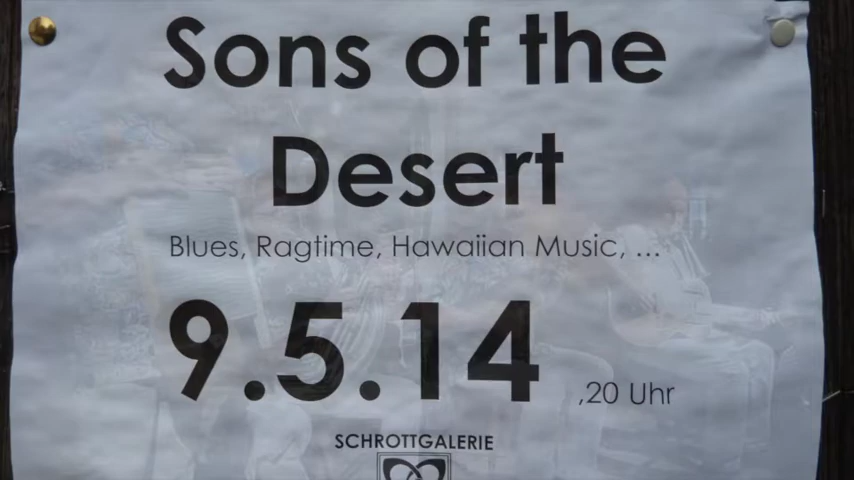 Sons of the
Desert
Blues, Ragtime, Hawaiian Music, ...
9.5.14 ,20 Uhr
SCHROTTGALERIE